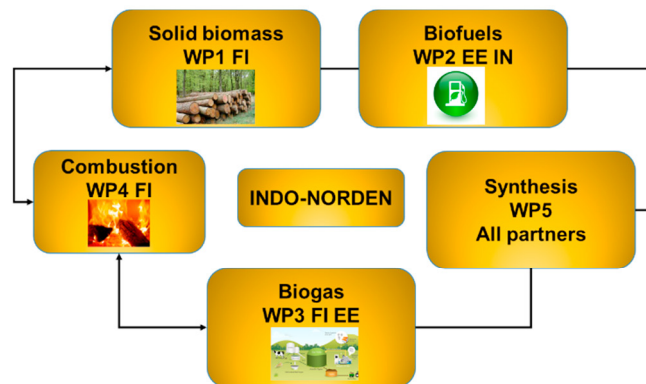 Solid biomass
WP1 FI
Biofuels
WP2 EE IN
Combustion
WP4 FI
INDO-NORDEN
Synthesis
WP5
All partners
Biogas
WP3 FI EE